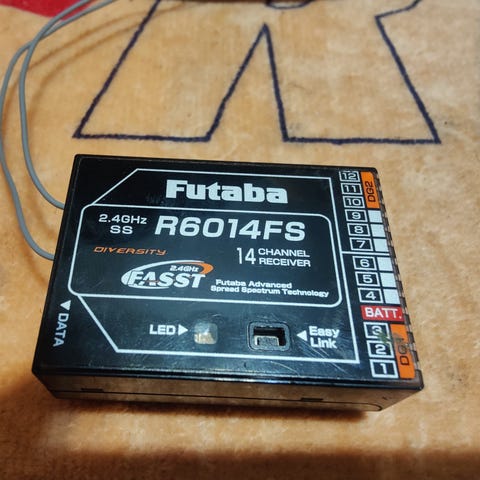 Futaba
2.4GHz
SS
R6014FS
DIVERSITY
14 CHANNEL
RECEIVER
2.4GHz
FASST
Futaba Advanced
Spread Spectrum Technology
LED▶
◀Easy
Link
▼DATA
12
11
10
9
8
7
6
5
4
BATT.
3
2
1
DG2